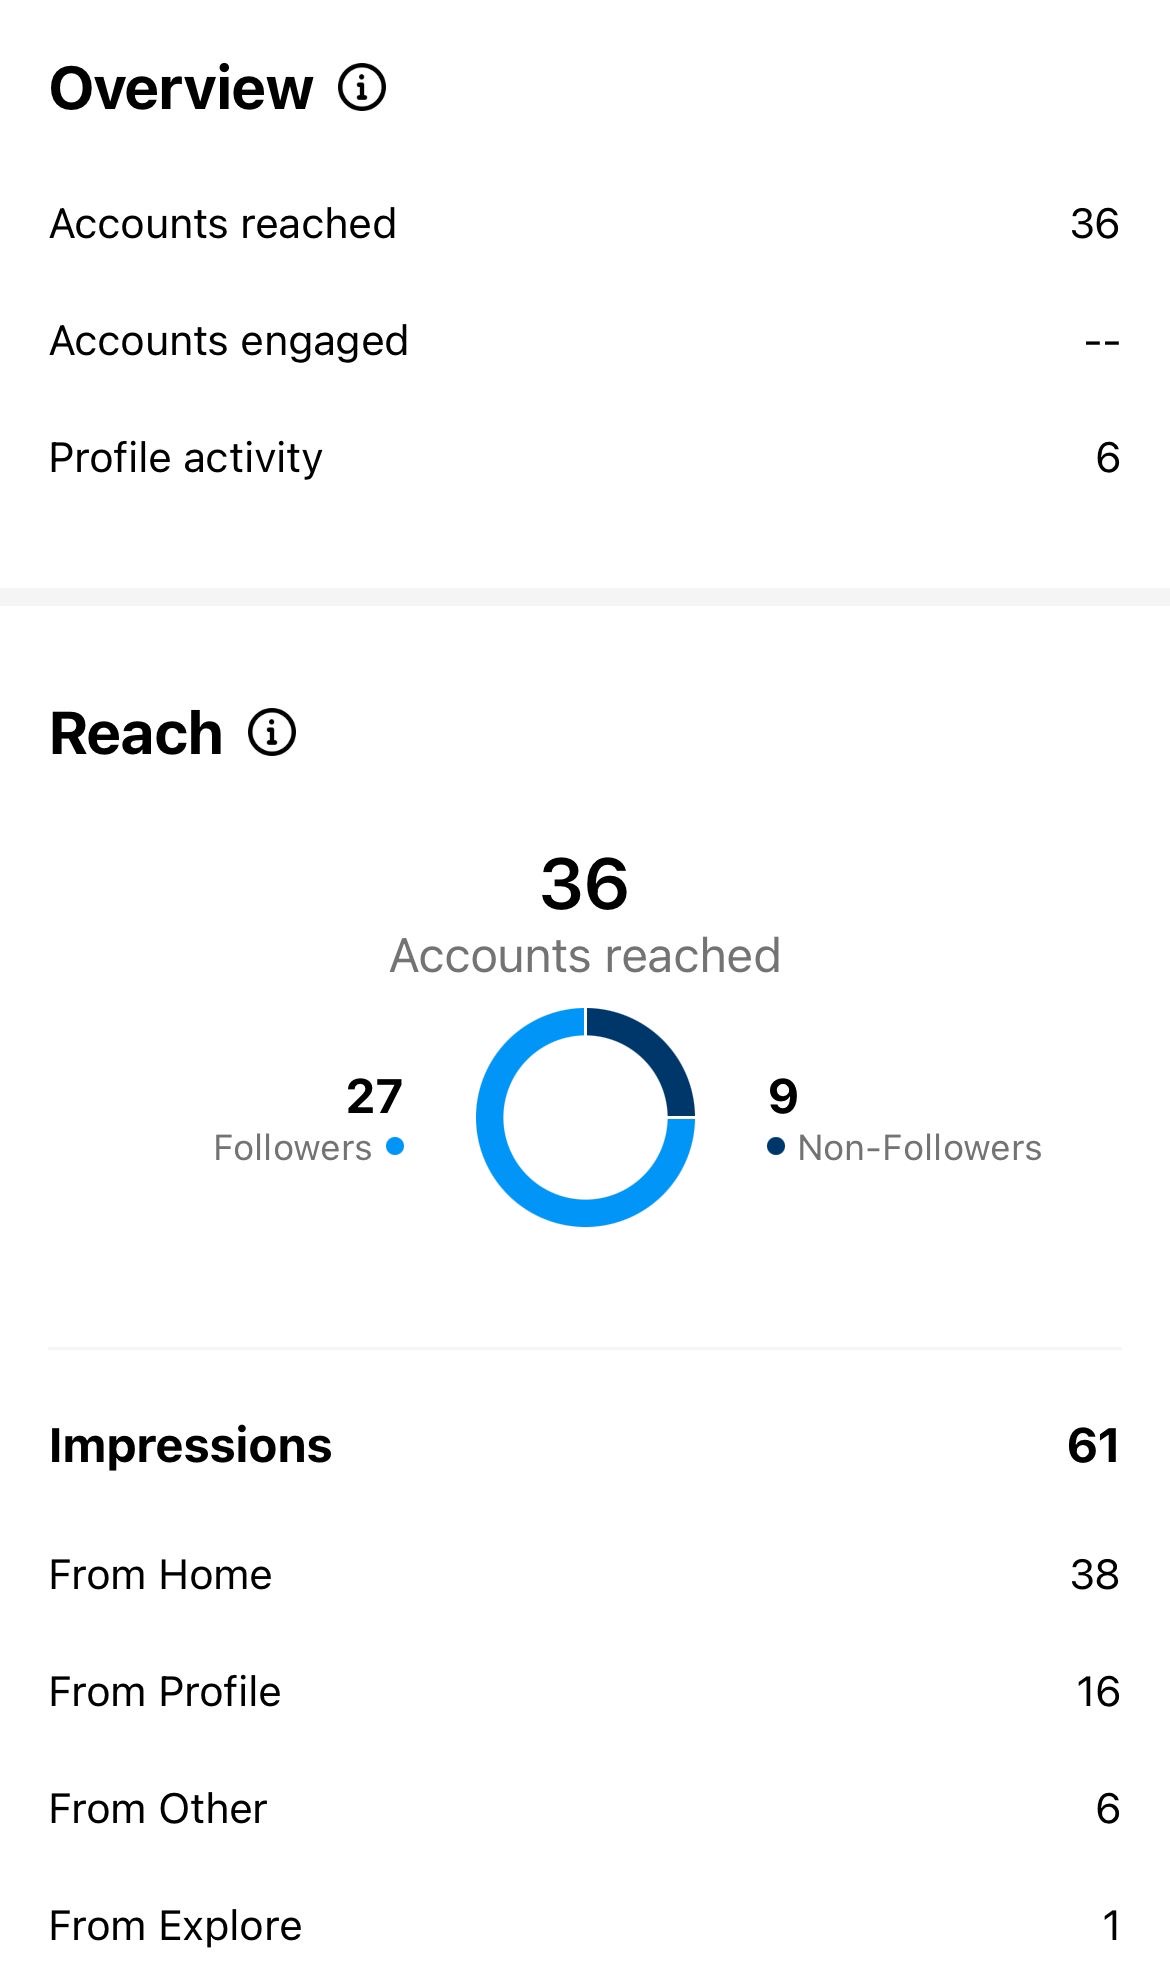 Overview
Accounts reached 36
Accounts engaged --
Profile activity 6
Reach
36
Accounts reached
27
Followers
9
Non-Followers
Impressions 61
From Home 38
From Profile 16
From Other 6
From Explore 1